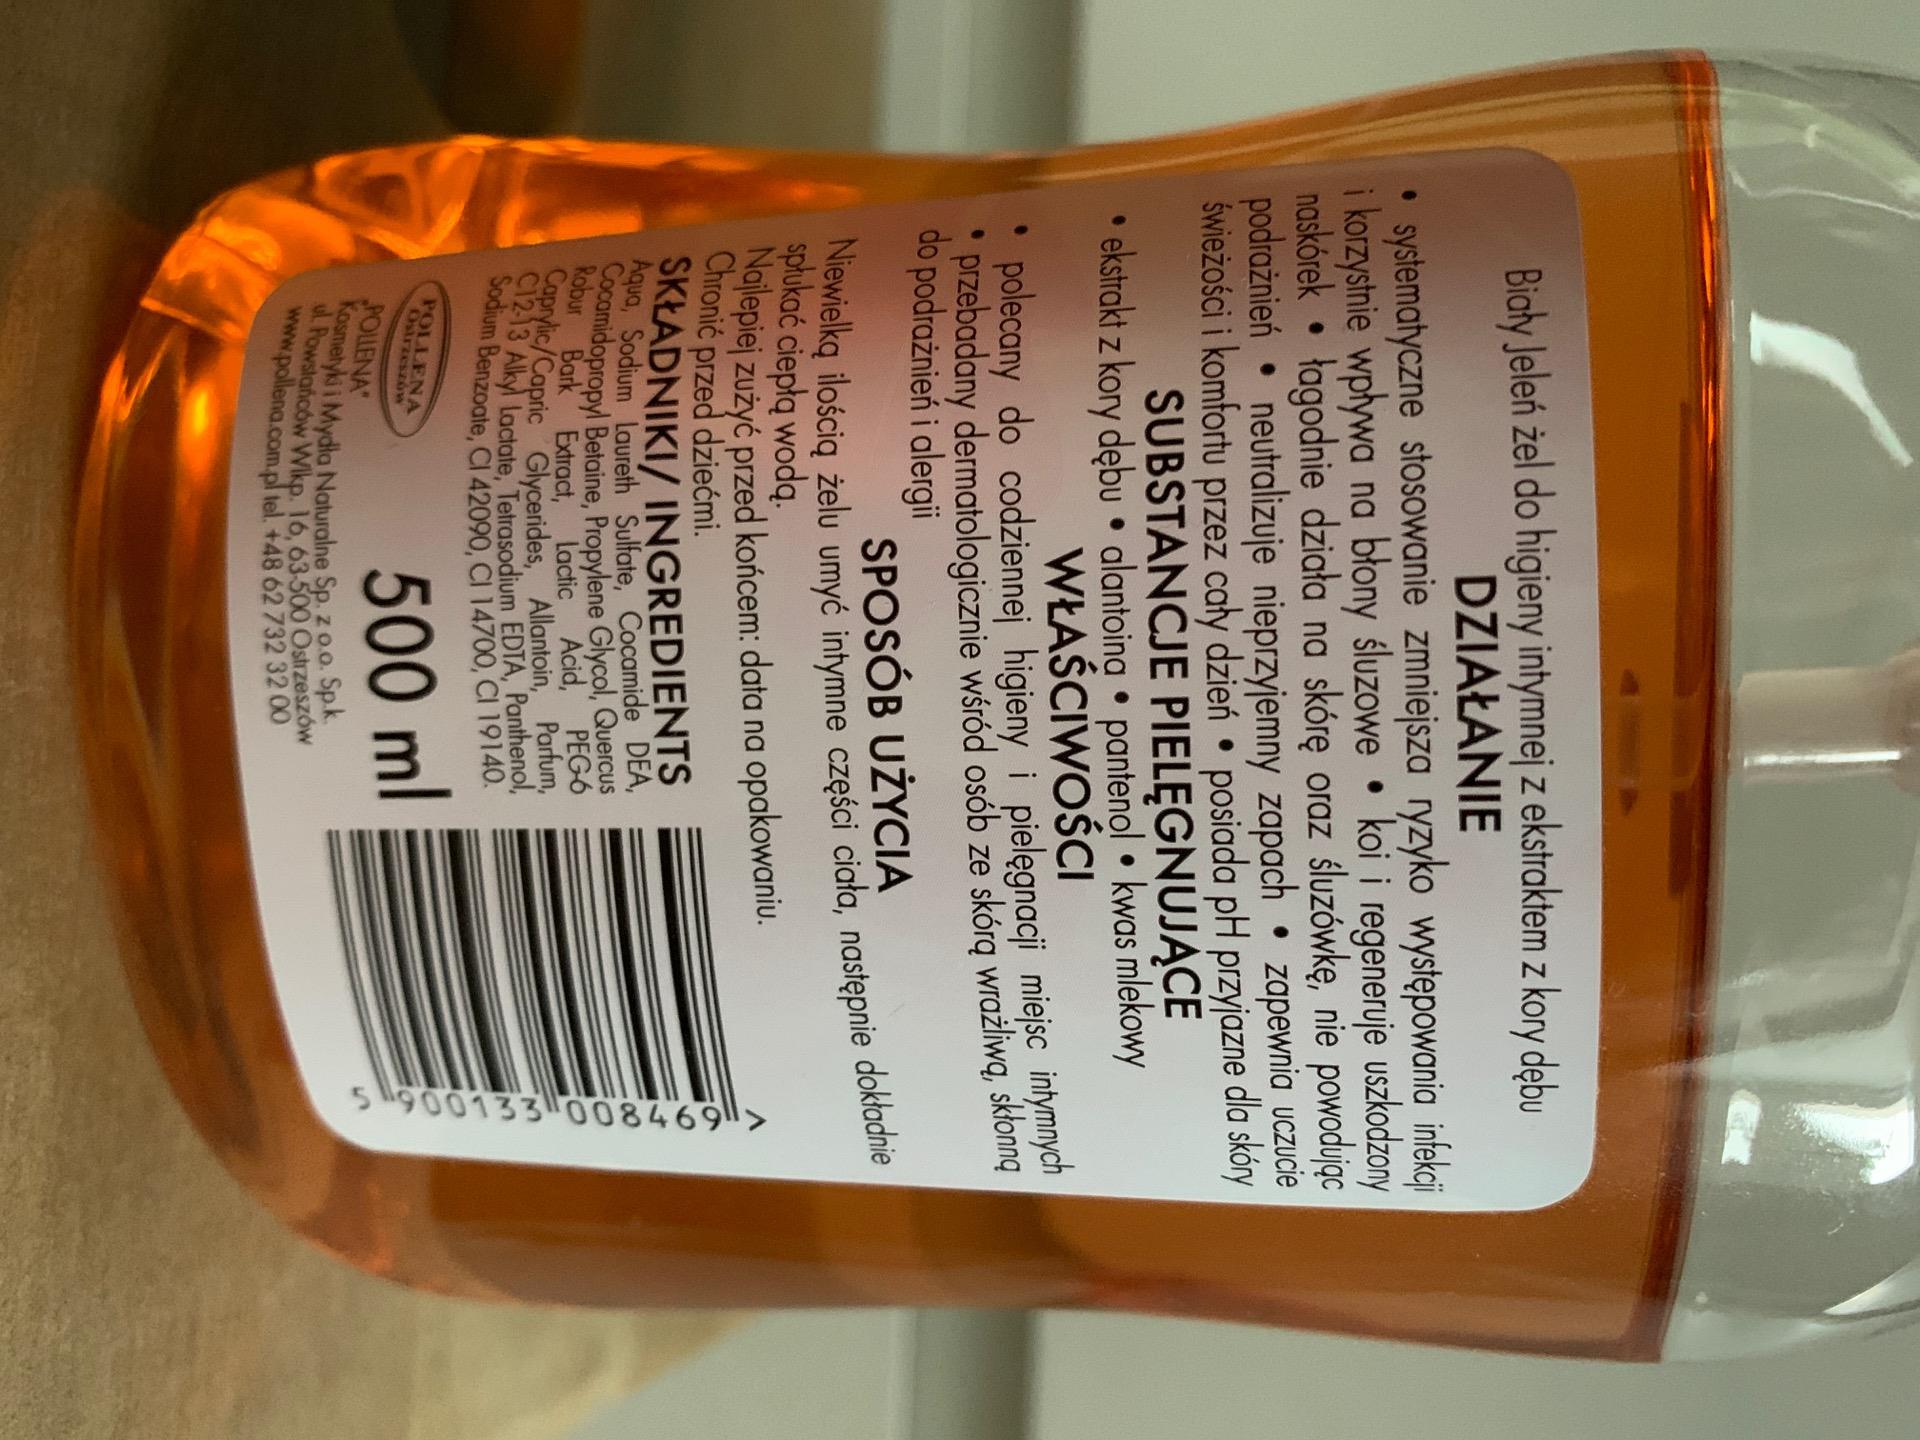 Biały Jeleń żel do higieny intymnej z ekstraktem z kory dębu
DZIAŁANIE
• systematyczne stosowanie zmniejsza ryzyko występowania infekcji
i korzystnie wpływa na błony śluzowe • koi i regeneruje uszkodzony
naskórek • łagodnie działa na skórę oraz śluzówkę, nie powodując
podrażnień • neutralizuje nieprzyjemny zapach • zapewnia uczucie
świeżości i komfortu przez cały dzień • posiada pH przyjazne dla skóry
SUBSTANCJE PIELĘGNUJĄCE
• ekstrakt z kory dębu • alantoina • pantenol • kwas mlekowy
WŁAŚCIWOŚCI
• polecany do codziennej higieny i pielęgnacji miejsc intymnych
• przebadany dermatologicznie wśród osób ze skórą wrażliwą, skłonną
do podrażnień i alergii
SPOSÓB UŻYCIA
Niewielką ilością żelu umyć intymne części ciała, następnie dokładnie
spłukać ciepłą wodą.
Najlepiej zużyć przed końcem: data na opakowaniu.
Chronić przed dziećmi.
SKŁADNIKI/ INGREDIENTS
Aqua, Sodium Laureth Sulfate, Cocamide DEA,
Cocamidopropyl Betaine, Propylene Glycol, Quercus
Robur Bark Extract, Lactic Acid, PEG-6
Caprylic/Capric Glycerides, Allantoin, Parfum,
C12-13 Alkyl Lactate, Tetrasodium EDTA, Panthenol,
Sodium Benzoate, CI 42090, CI 14700, CI 19140.
POLLENA
Ostrzeszów
500 ml
„POLLENA"
Kosmetyki i Mydła Naturalne Sp. z o.o. Sp.k.
ul. Powstańców Wlkp. 16, 63-500 Ostrzeszów
www.pollena.com.pl tel. +48 62 732 32 00
5 900133 008469 >